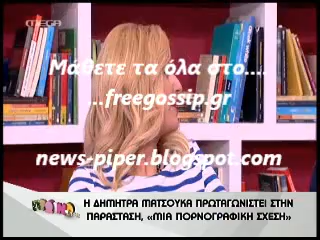 MEGA
Μάθετε τα όλα στο....
...freegossip.gr
news-piper.blogspot.com
Η ΔΗΜΗΤΡΑ ΜΑΤΣΟΥΚΑ ΠΡΩΤΑΓΩΝΙΣΤΕΙ ΣΤΗΝ
ΠΑΡΑΣΤΑΣΗ, «ΜΙΑ ΠΟΡΝΟΓΡΑΦΙΚΗ ΣΧΕΣΗ»